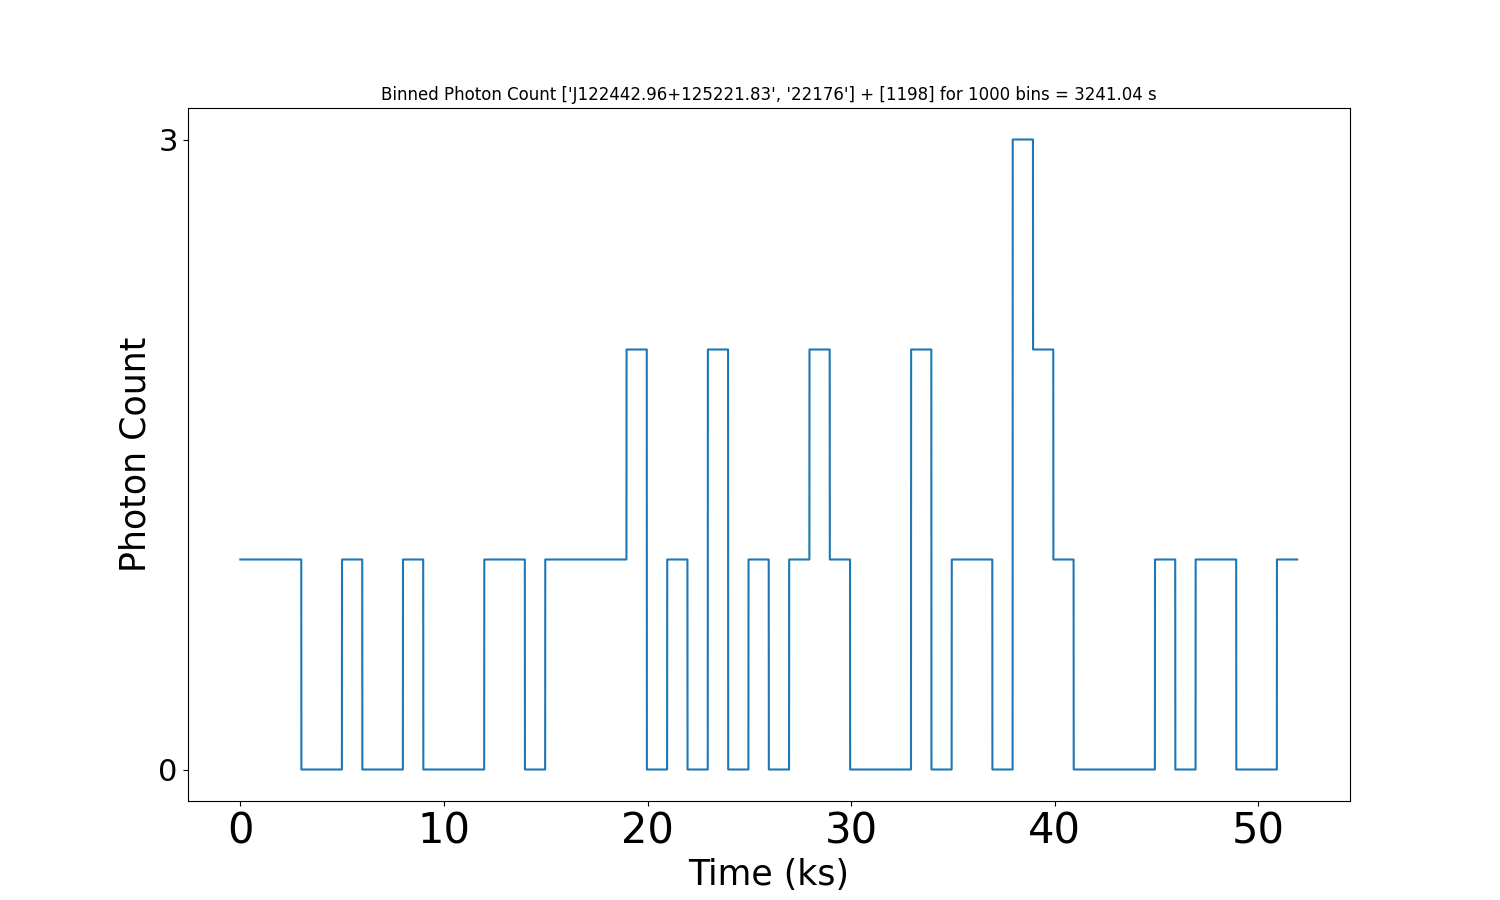 Binned Photon Count ['J122442.96+125221.83', '22176'] + [1198] for 1000 bins = 3241.04 s
3
Photon Count
0
0 10 20 30 40 50
Time (ks)